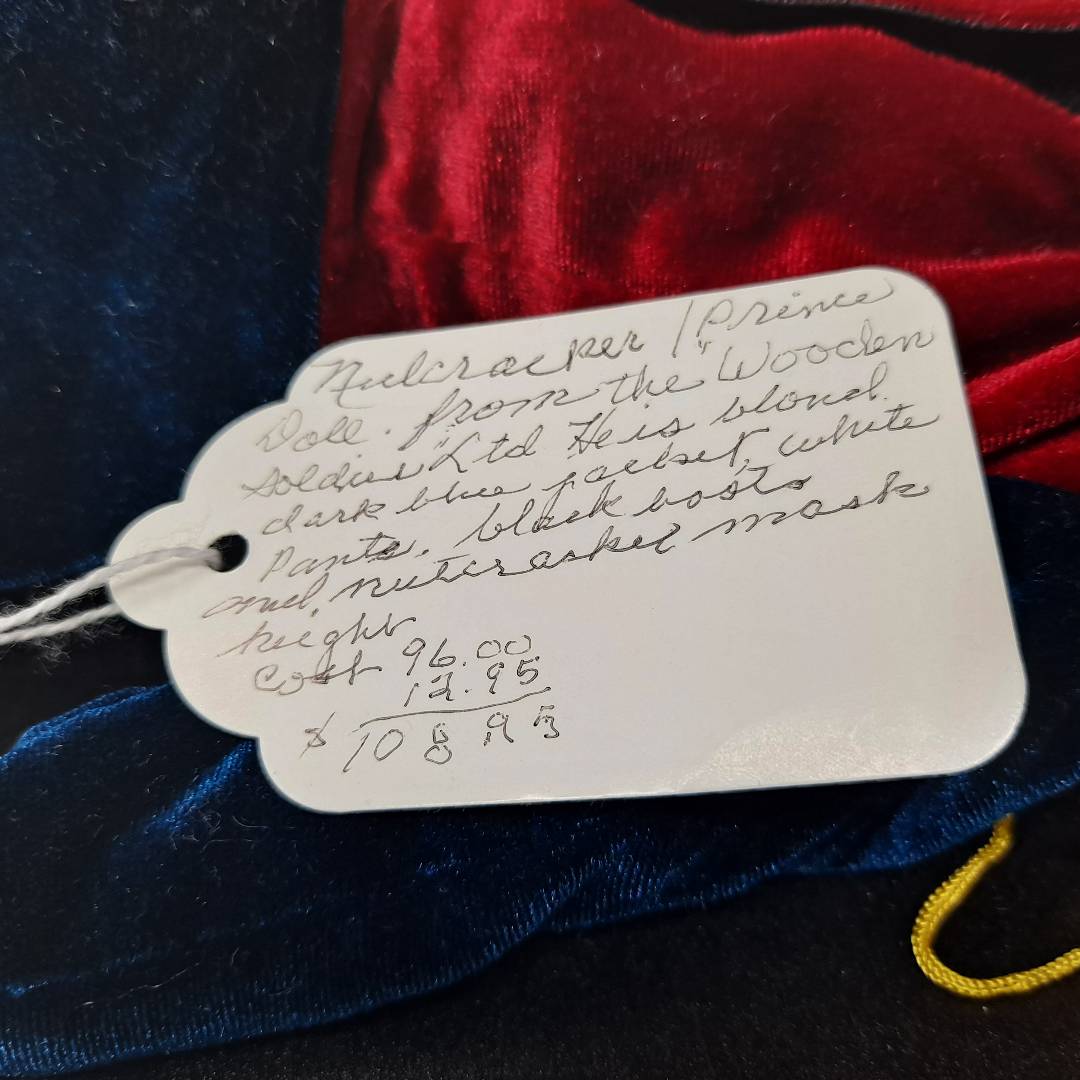 Nutcracker / Prince
Doll. from the "Wooden
Soldier" Ltd He is blond
dark blue jacket, white
Pants, black boots
and, nutcracker mask
height
Cost 96.00
12.95
$ 108.95